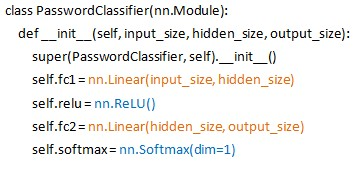 class PasswordClassifier(nn.Module):
def __init__(self, input_size, hidden_size, output_size):
super(PasswordClassifier, self).__init__()
self.fc1 = nn.Linear(input_size, hidden_size)
self.relu = nn.ReLU()
self.fc2 = nn.Linear(hidden_size, output_size)
self.softmax = nn.Softmax(dim=1)